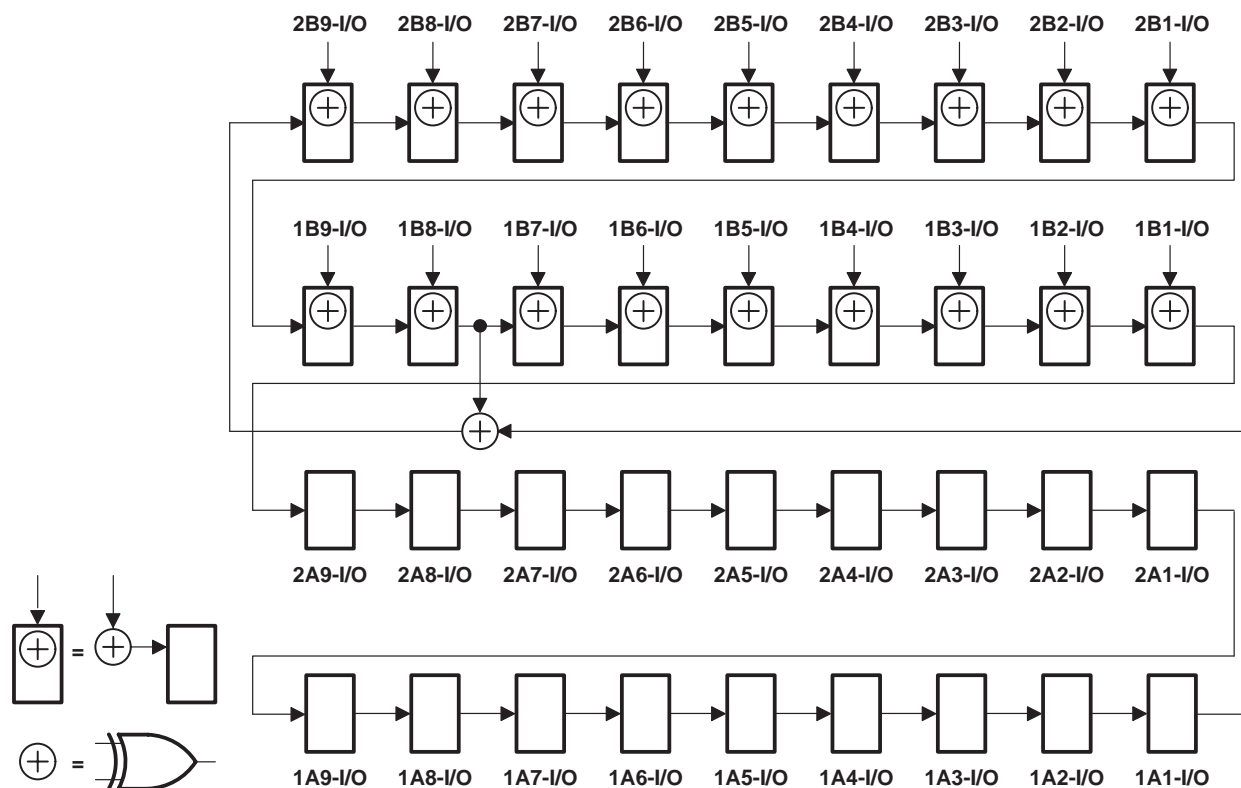 2B9-I/O 2B8-I/O 2B7-I/O 2B6-I/O 2B5-I/O 2B4-I/O 2B3-I/O 2B2-I/O 2B1-I/O
1B9-I/O 1B8-I/O 1B7-I/O 1B6-I/O 1B5-I/O 1B4-I/O 1B3-I/O 1B2-I/O 1B1-I/O
2A9-I/O 2A8-I/O 2A7-I/O 2A6-I/O 2A5-I/O 2A4-I/O 2A3-I/O 2A2-I/O 2A1-I/O
=
=
1A9-I/O 1A8-I/O 1A7-I/O 1A6-I/O 1A5-I/O 1A4-I/O 1A3-I/O 1A2-I/O 1A1-I/O